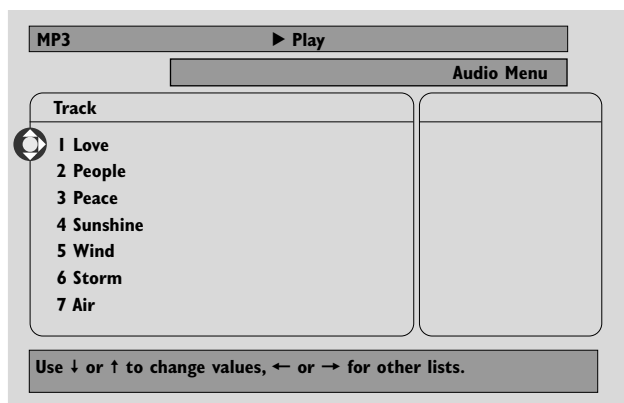 MP3 ▶ Play
Audio Menu
Track
1 Love
2 People
3 Peace
4 Sunshine
5 Wind
6 Storm
7 Air
Use ↓ or ↑ to change values, ← or → for other lists.